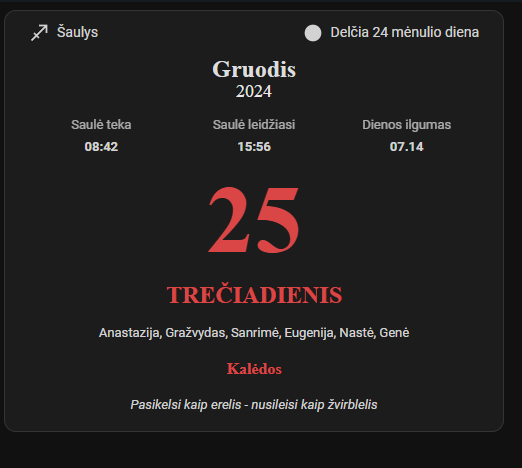 Šaulys
Delčia 24 mėnulio diena
Gruodis
2024
Saulė teka
Saulė leidžiasi
Dienos ilgumas
08:42
15:56
07.14
25
TREČIADIENIS
Anastazija, Gražvydas, Sanrimė, Eugenija, Nastė, Genė
Kalėdos
Pasikelsi kaip erelis - nusileisi kaip žvirblelis